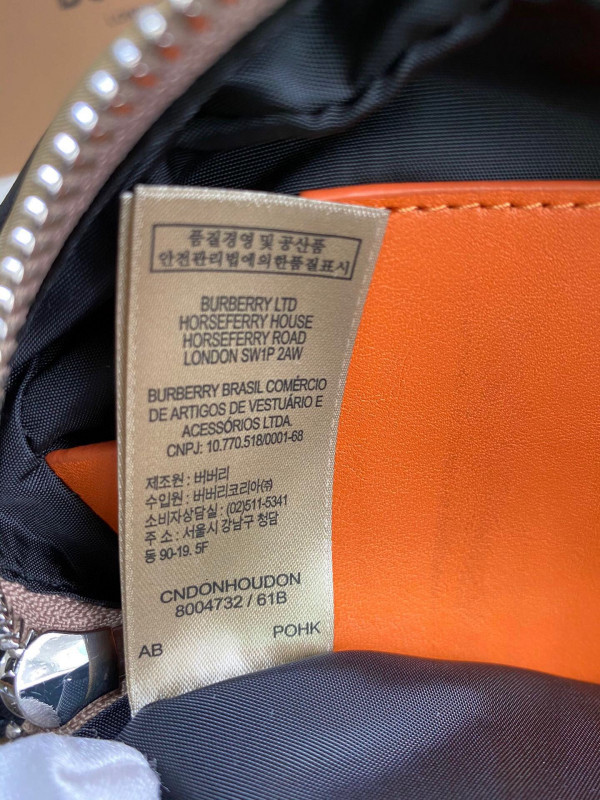 품질경영 및 공산품
안전관리법에의한품질표시
BURBERRY LTD
HORSEFERRY HOUSE
HORSEFERRY ROAD
LONDON SW1P 2AW
BURBERRY BRASIL COMÉRCIO
DE ARTIGOS DE VESTUÁRIO E
ACESSÓRIOS LTDA.
CNPJ: 10.770.518/0001-68
제조원 : 버버리
수입원 : 버버리코리아㈜
소비자상담실 : (02)511-5341
주 소 : 서울시 강남구 청담
동 90-19. 5F
CNDONHOUDON
8004732 / 61B
AB POHK